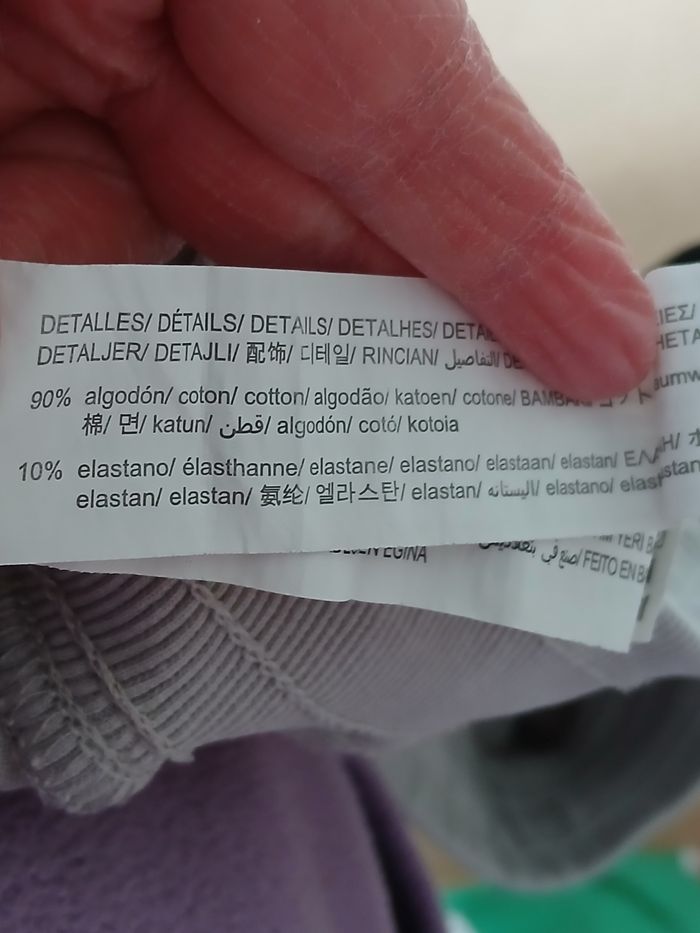 DETALLES/ DÉTAILS/ DETAILS/ DETALHES/
DETALJER/ DETAJLI/ 配饰/ 디테일/ RINCIAN/ التفاصيل/
90% algodón/ coton/ cotton/ algodão/ katoen/ cotone/
棉/ 면/ katun/ قطن/ algodón/ cotó/ kotoia
10% elastano/ élasthanne/ elastane/ elastano/ elastaan/ elastan/
elastan/ elastan/ 氨纶/ 엘라스탄/ elastan/ اليستانه/ elastano/
FEITO EN